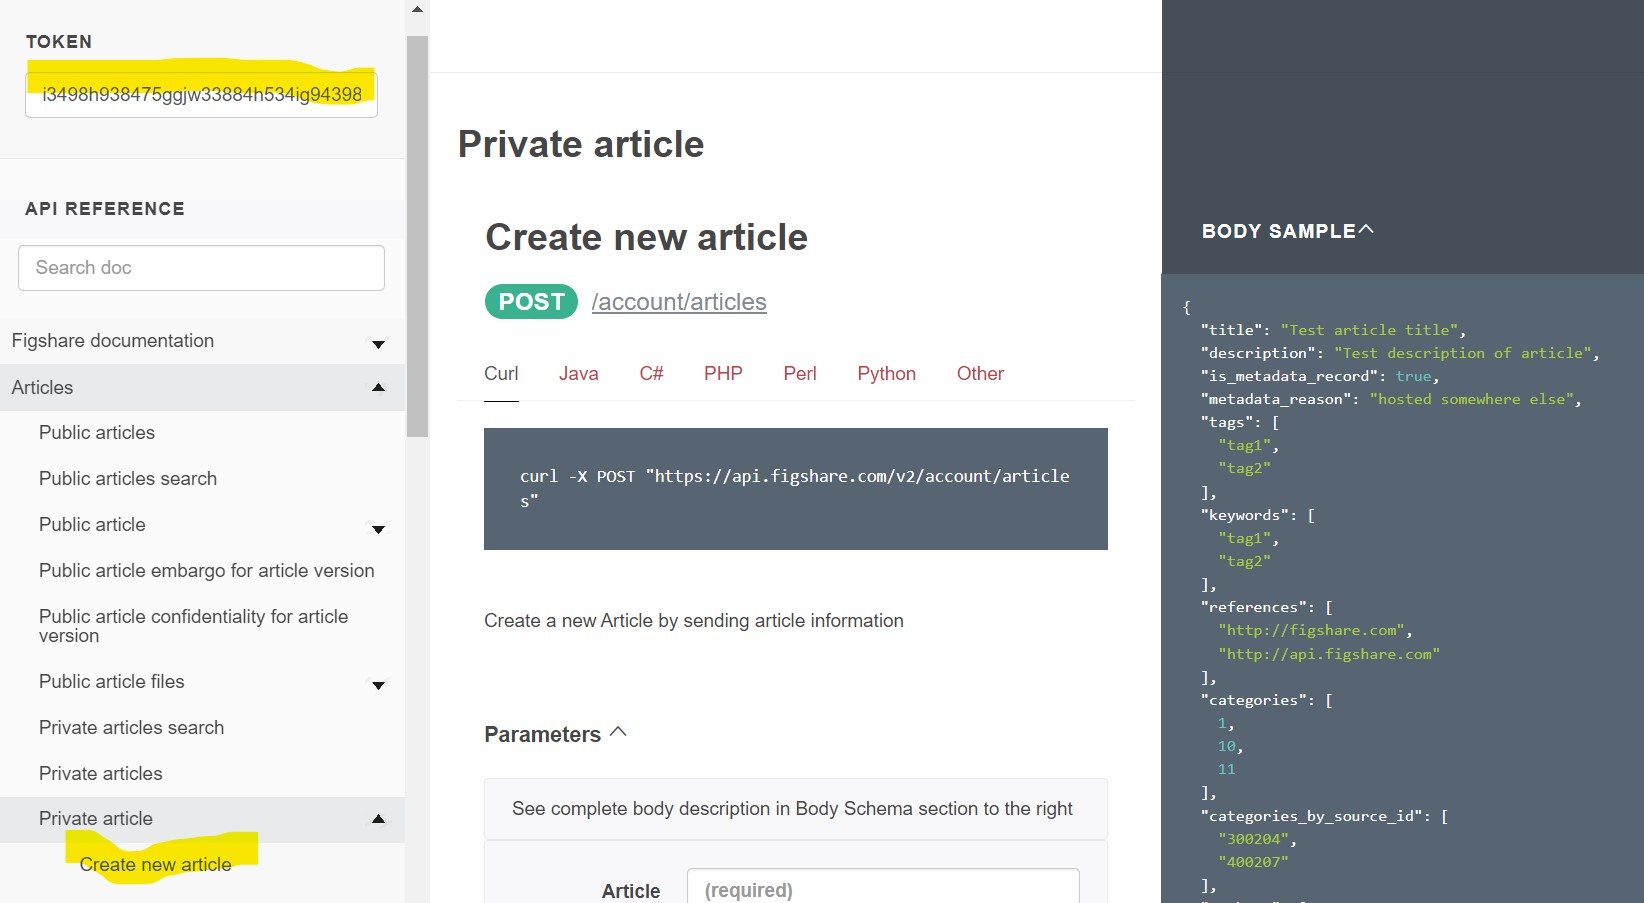 TOKEN
i3498h938475ggjw33884h534ig94398
API REFERENCE
Search doc
Figshare documentation
Articles
Public articles
Public articles search
Public article
Public article embargo for article version
Public article confidentiality for article
version
Public article files
Private articles search
Private articles
Private article
Create new article
Private article
Create new article
POST /account/articles
Curl Java C# PHP Perl Python Other
curl -X POST "https://api.figshare.com/v2/account/article
s"
Create a new Article by sending article information
Parameters
See complete body description in Body Schema section to the right
Article (required)
BODY SAMPLE
{
"title": "Test article title",
"description": "Test description of article",
"is_metadata_record": true,
"metadata_reason": "hosted somewhere else",
"tags": [
"tag1",
"tag2"
],
"keywords": [
"tag1",
"tag2"
],
"references": [
"http://figshare.com",
"http://api.figshare.com"
],
"categories": [
1,
10,
11
],
"categories_by_source_id": [
"300204",
"400207"
],